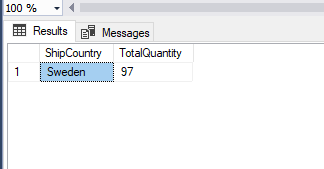 100 %
Results Messages
ShipCountry TotalQuantity
1 Sweden 97